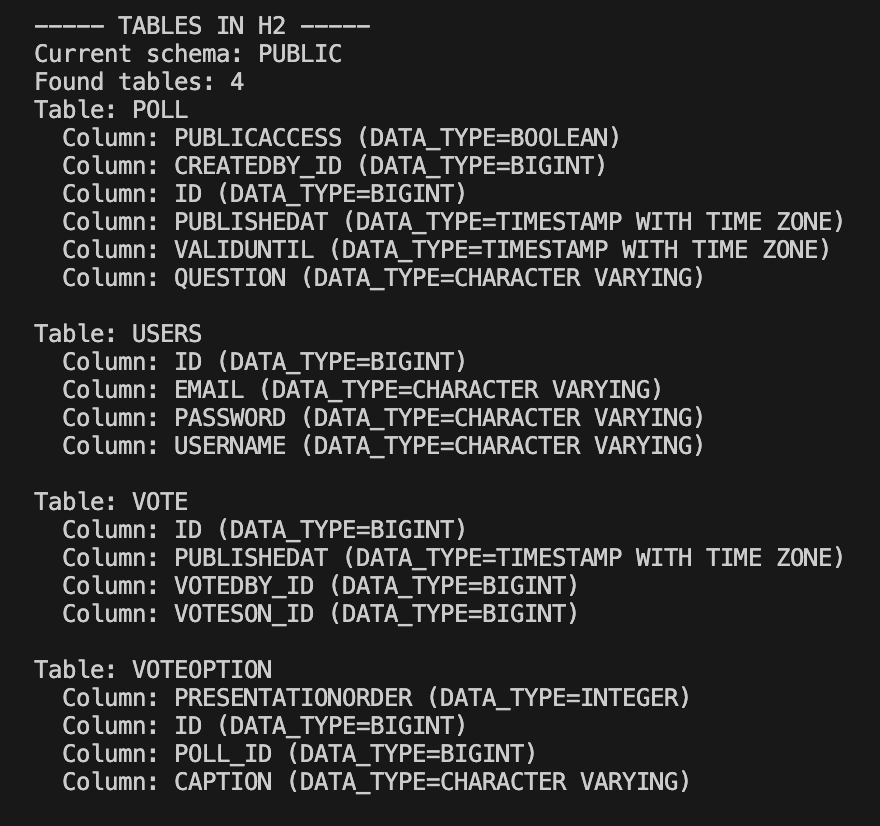 ----- TABLES IN H2 -----
Current schema: PUBLIC
Found tables: 4
Table: POLL
  Column: PUBLICACCESS (DATA_TYPE=BOOLEAN)
  Column: CREATEDBY_ID (DATA_TYPE=BIGINT)
  Column: ID (DATA_TYPE=BIGINT)
  Column: PUBLISHEDAT (DATA_TYPE=TIMESTAMP WITH TIME ZONE)
  Column: VALIDUNTIL (DATA_TYPE=TIMESTAMP WITH TIME ZONE)
  Column: QUESTION (DATA_TYPE=CHARACTER VARYING)

Table: USERS
  Column: ID (DATA_TYPE=BIGINT)
  Column: EMAIL (DATA_TYPE=CHARACTER VARYING)
  Column: PASSWORD (DATA_TYPE=CHARACTER VARYING)
  Column: USERNAME (DATA_TYPE=CHARACTER VARYING)

Table: VOTE
  Column: ID (DATA_TYPE=BIGINT)
  Column: PUBLISHEDAT (DATA_TYPE=TIMESTAMP WITH TIME ZONE)
  Column: VOTEDBY_ID (DATA_TYPE=BIGINT)
  Column: VOTESON_ID (DATA_TYPE=BIGINT)

Table: VOTEOPTION
  Column: PRESENTATIONORDER (DATA_TYPE=INTEGER)
  Column: ID (DATA_TYPE=BIGINT)
  Column: POLL_ID (DATA_TYPE=BIGINT)
  Column: CAPTION (DATA_TYPE=CHARACTER VARYING)